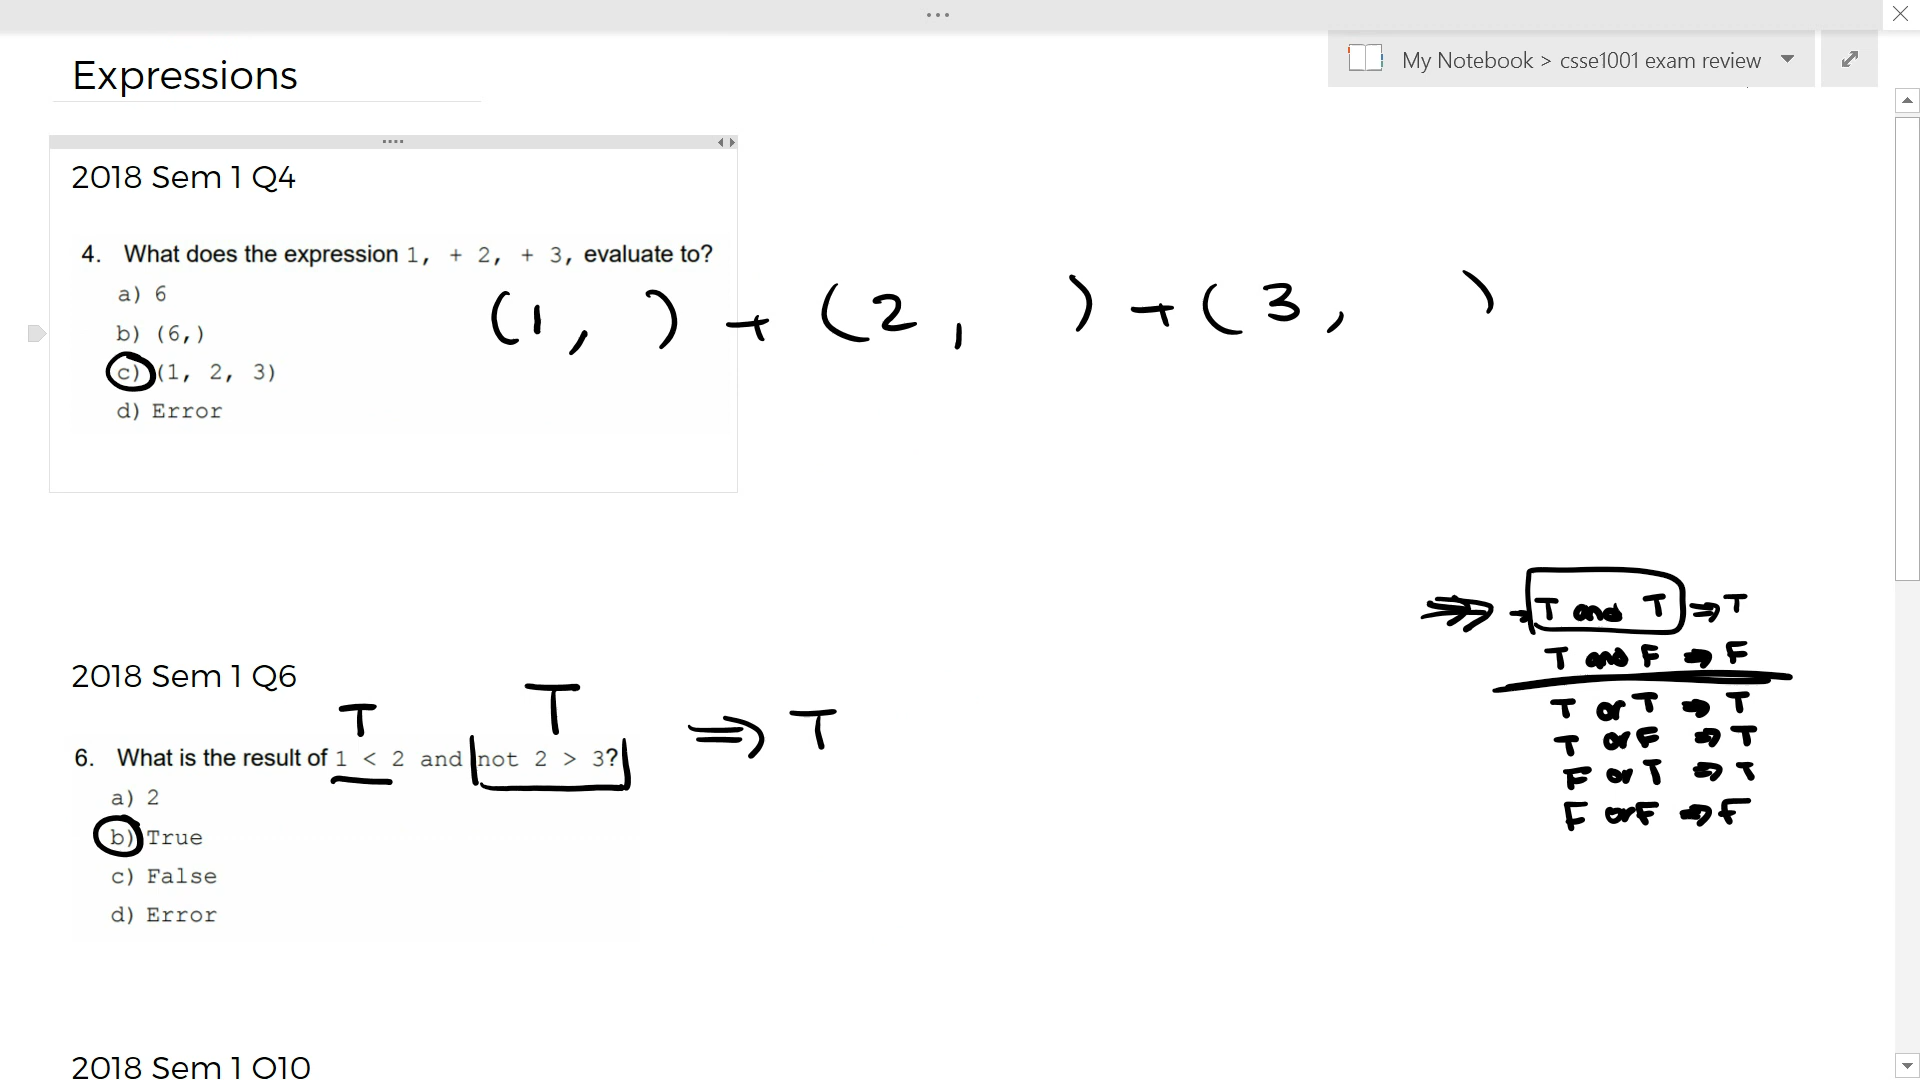 Expressions
My Notebook > csse1001 exam review
2018 Sem 1 Q4
4. What does the expression 1, + 2, + 3, evaluate to?
a) 6
b) (6,)
c) (1, 2, 3)
d) Error
(1, ) + (2, ) + (3, )
T and T ⇒ T
T and F ⇒ F
T or T ⇒ T
T or F ⇒ T
F or T ⇒ T
F or F ⇒ F
2018 Sem 1 Q6
T T ⇒ T
6. What is the result of 1 < 2 and not 2 > 3?
a) 2
b) True
c) False
d) Error
2018 Sem 1 Q10